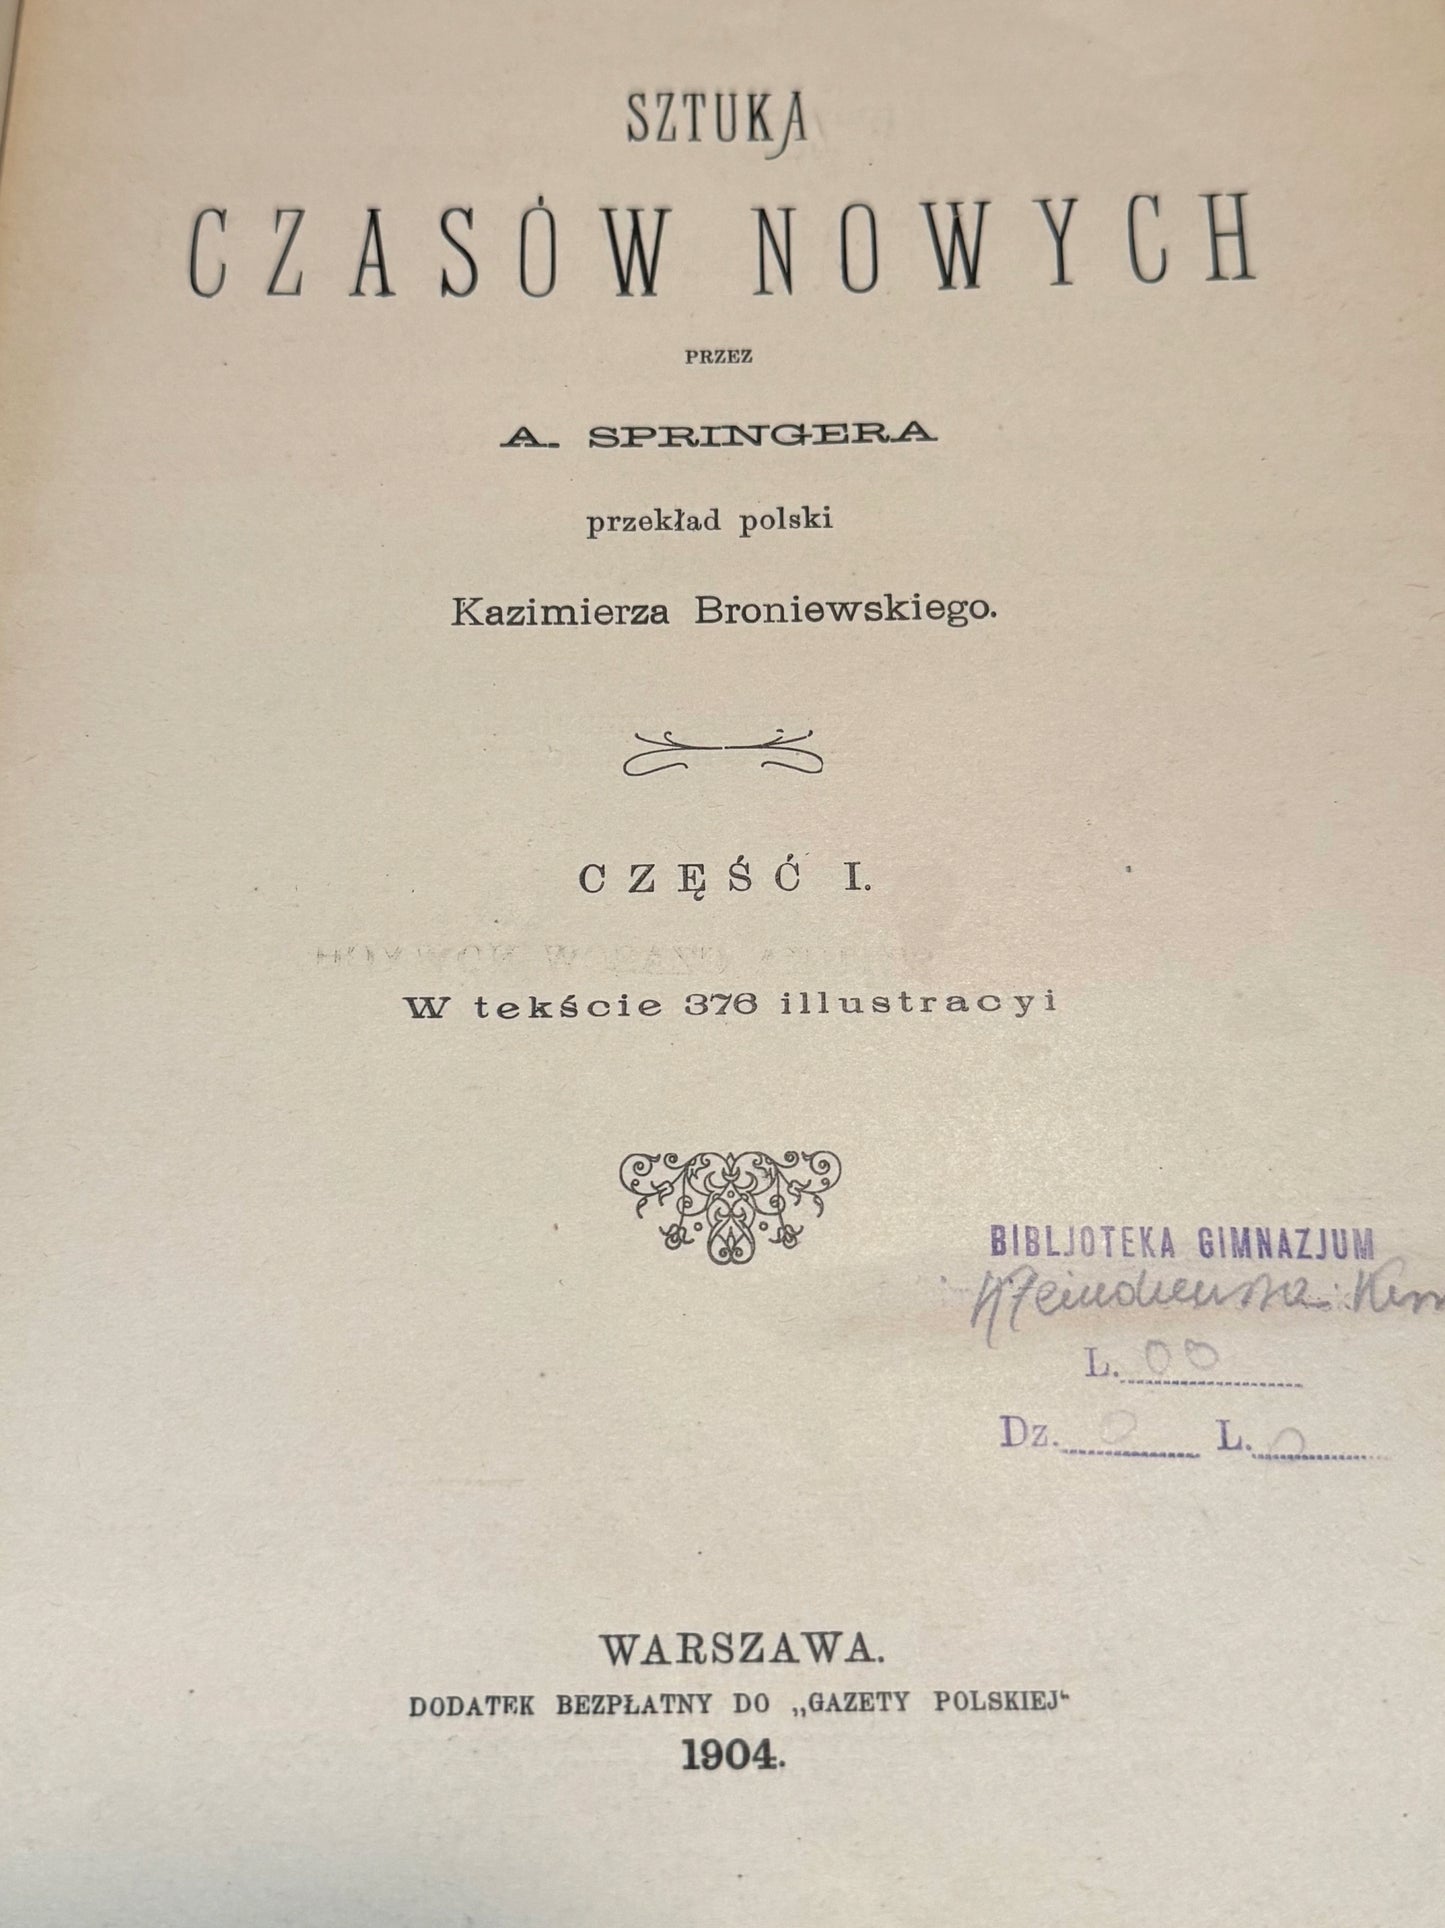 SZTUKA
CZASÓW NOWYCH
PRZEZ
A. SPRINGERA
przekład polski
Kazimierza Broniewskiego.
CZĘŚĆ I.
W tekście 376 illustracyi
BIBLJOTEKA GIMNAZJUM
L.
Dz. L.
WARSZAWA.
DODATEK BEZPŁATNY DO „GAZETY POLSKIEJ“
1904.